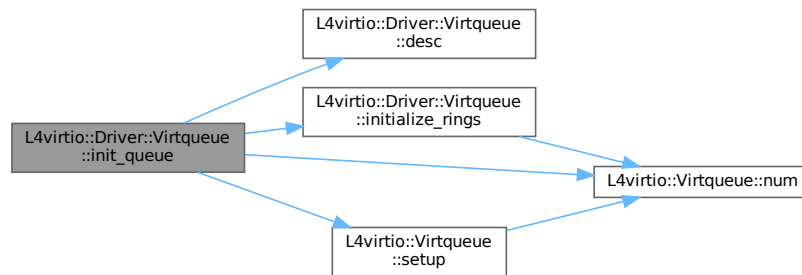 L4virtio::Driver::Virtqueue
::init_queue
L4virtio::Driver::Virtqueue
::desc
L4virtio::Driver::Virtqueue
::initialize_rings
L4virtio::Virtqueue::num
L4virtio::Virtqueue
::setup